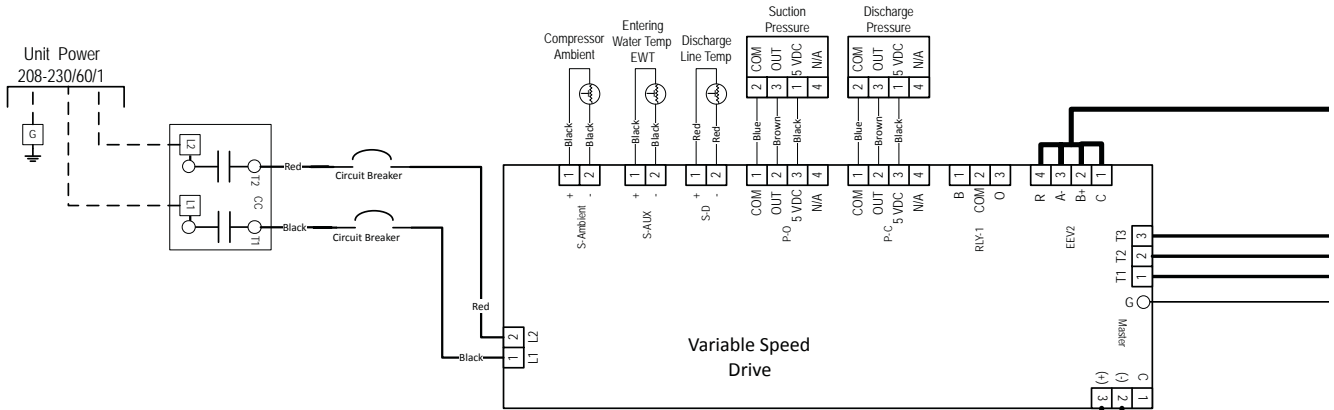 Unit Power
208-230/60/1
G
L2
L1
T2
CC
T1
Red
Circuit Breaker
Black
Circuit Breaker
Red
Black
2
1
L2
L1
Compressor
Ambient
Black
Black
1
2
+
-
S-Ambient
Entering
Water Temp
EWT
Black
Black
1
2
+
-
S-AUX
Discharge
Line Temp
Red
Red
1
2
+
-
S-D
Suction
Pressure
COM
OUT
5 VDC
N/A
2
3
1
4
Blue
Brown
Black
1
2
3
4
COM
OUT
5 VDC
N/A
P-O
Discharge
Pressure
COM
OUT
5 VDC
N/A
2
3
1
4
Blue
Brown
Black
1
2
3
4
COM
OUT
5 VDC
N/A
P-C
1
2
3
B
COM
O
RLY-1
4
3
2
1
R
A-
B+
C
EEV2
T3
T2
T1
3
2
1
G
Master
Variable Speed
Drive
(+)
(-)
C
3
2
1